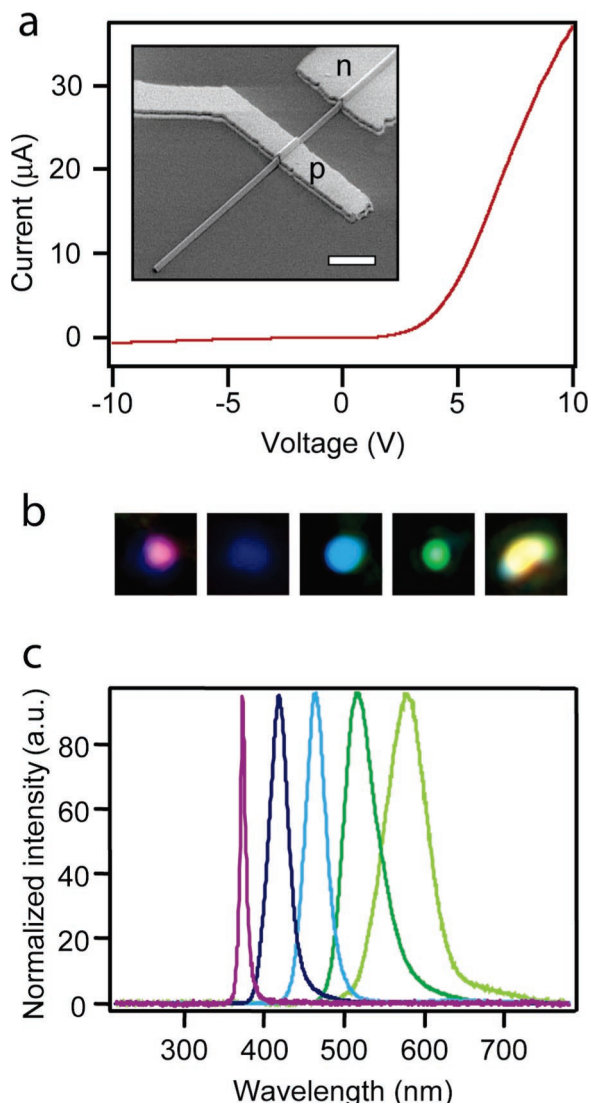 a
Current (μA)
30
20
10
0
n
p
-10 -5 0 5 10
Voltage (V)
b
c
Normalized intensity (a.u.)
80
60
40
20
0
300 400 500 600 700
Wavelength (nm)